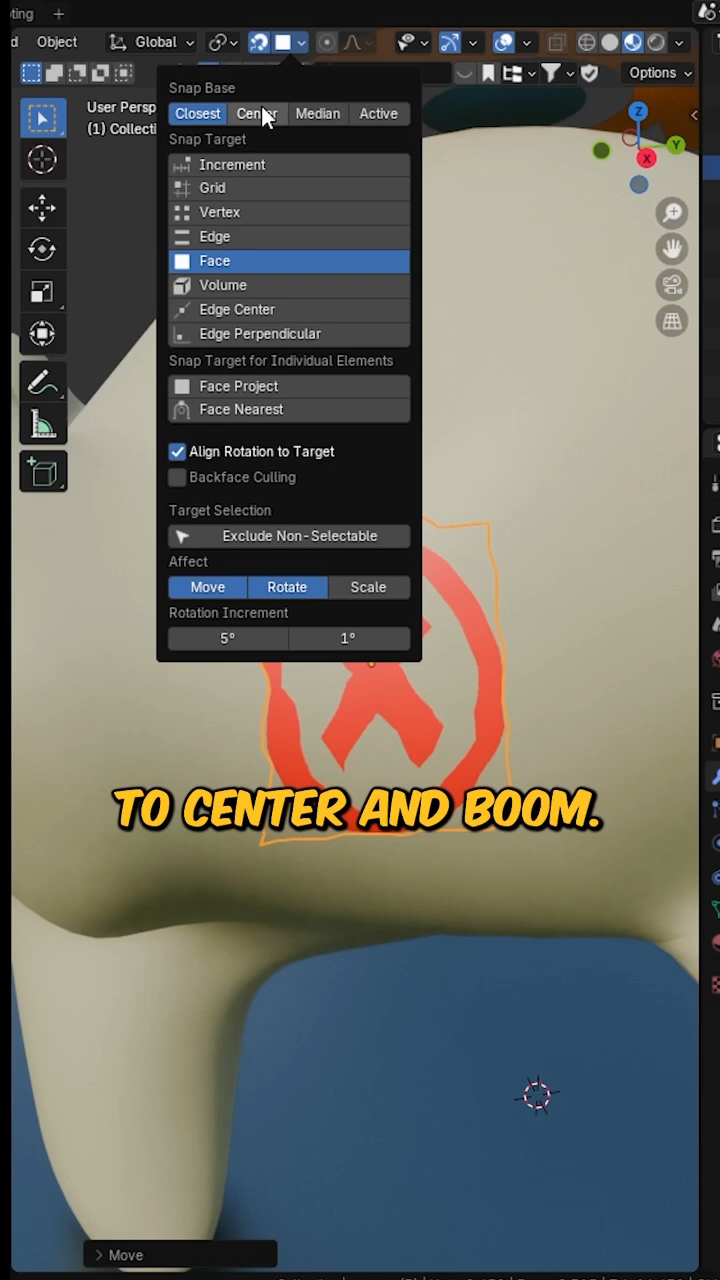 ting +
d Object Global
Options
User Persp
(1) Collecti
Snap Base
Closest Center Median Active
Snap Target
Increment
Grid
Vertex
Edge
Face
Volume
Edge Center
Edge Perpendicular
Snap Target for Individual Elements
Face Project
Face Nearest
Align Rotation to Target
Backface Culling
Target Selection
Exclude Non-Selectable
Affect
Move Rotate Scale
Rotation Increment
5° 1°
Z
Y
X
TO CENTER AND BOOM.
> Move